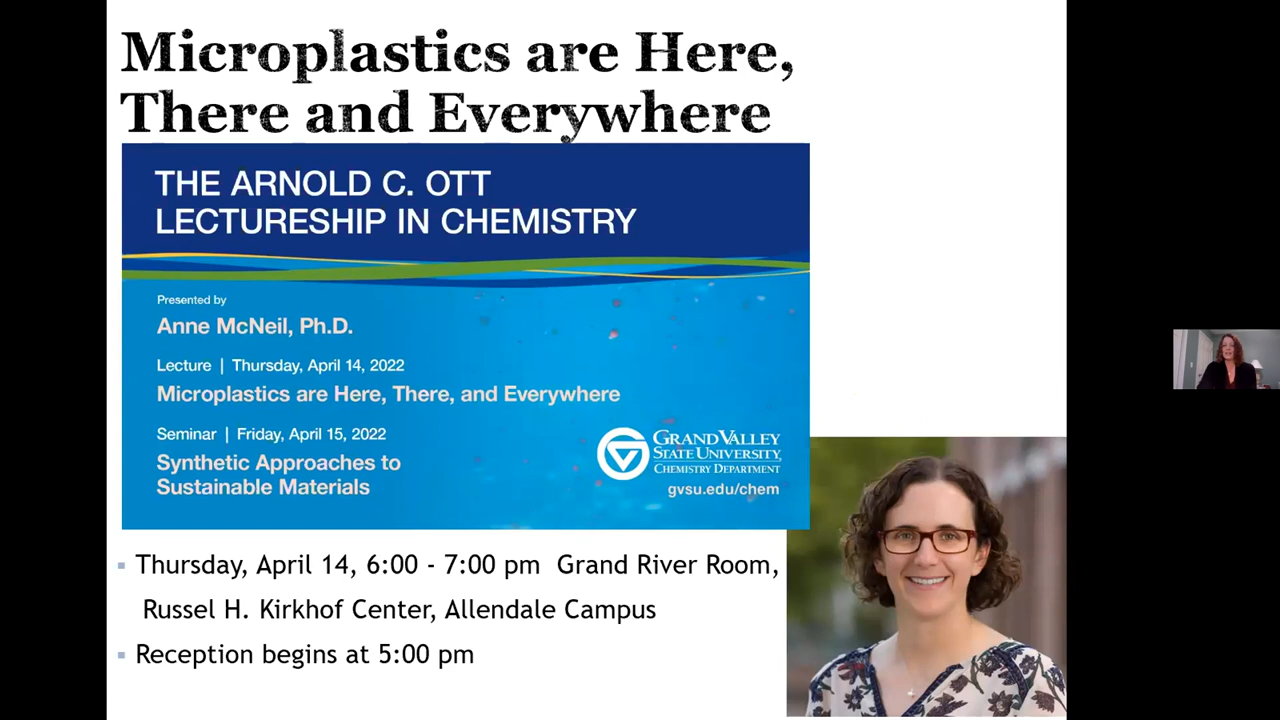 Microplastics are Here,
There and Everywhere
THE ARNOLD C. OTT
LECTURESHIP IN CHEMISTRY
Presented by
Anne McNeil, Ph.D.
Lecture | Thursday, April 14, 2022
Microplastics are Here, There, and Everywhere
Seminar | Friday, April 15, 2022
Synthetic Approaches to
Sustainable Materials
GRAND VALLEY
STATE UNIVERSITY
CHEMISTRY DEPARTMENT
gvsu.edu/chem
▪ Thursday, April 14, 6:00 - 7:00 pm Grand River Room,
Russel H. Kirkhof Center, Allendale Campus
▪ Reception begins at 5:00 pm